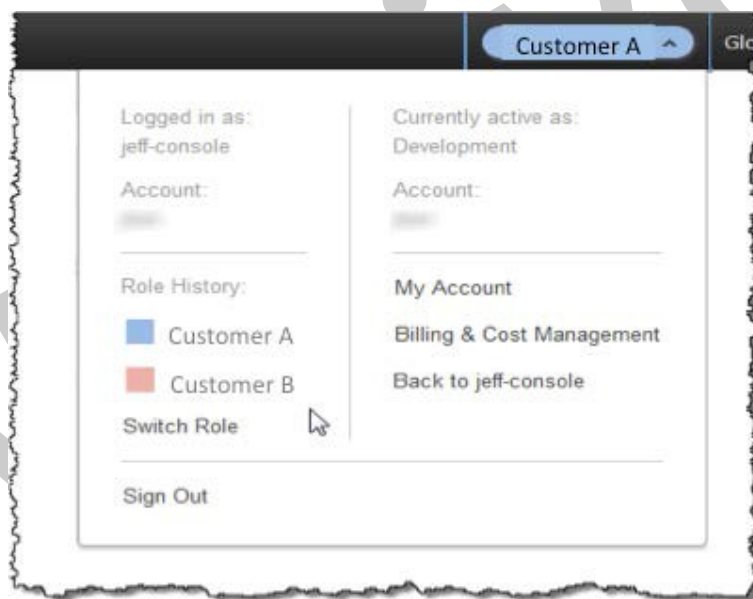 Customer A
Glo
Logged in as:
jeff-console
Account:
Currently active as:
Development
Account:
Role History:
Customer A
Customer B
Switch Role
My Account
Billing & Cost Management
Back to jeff-console
Sign Out